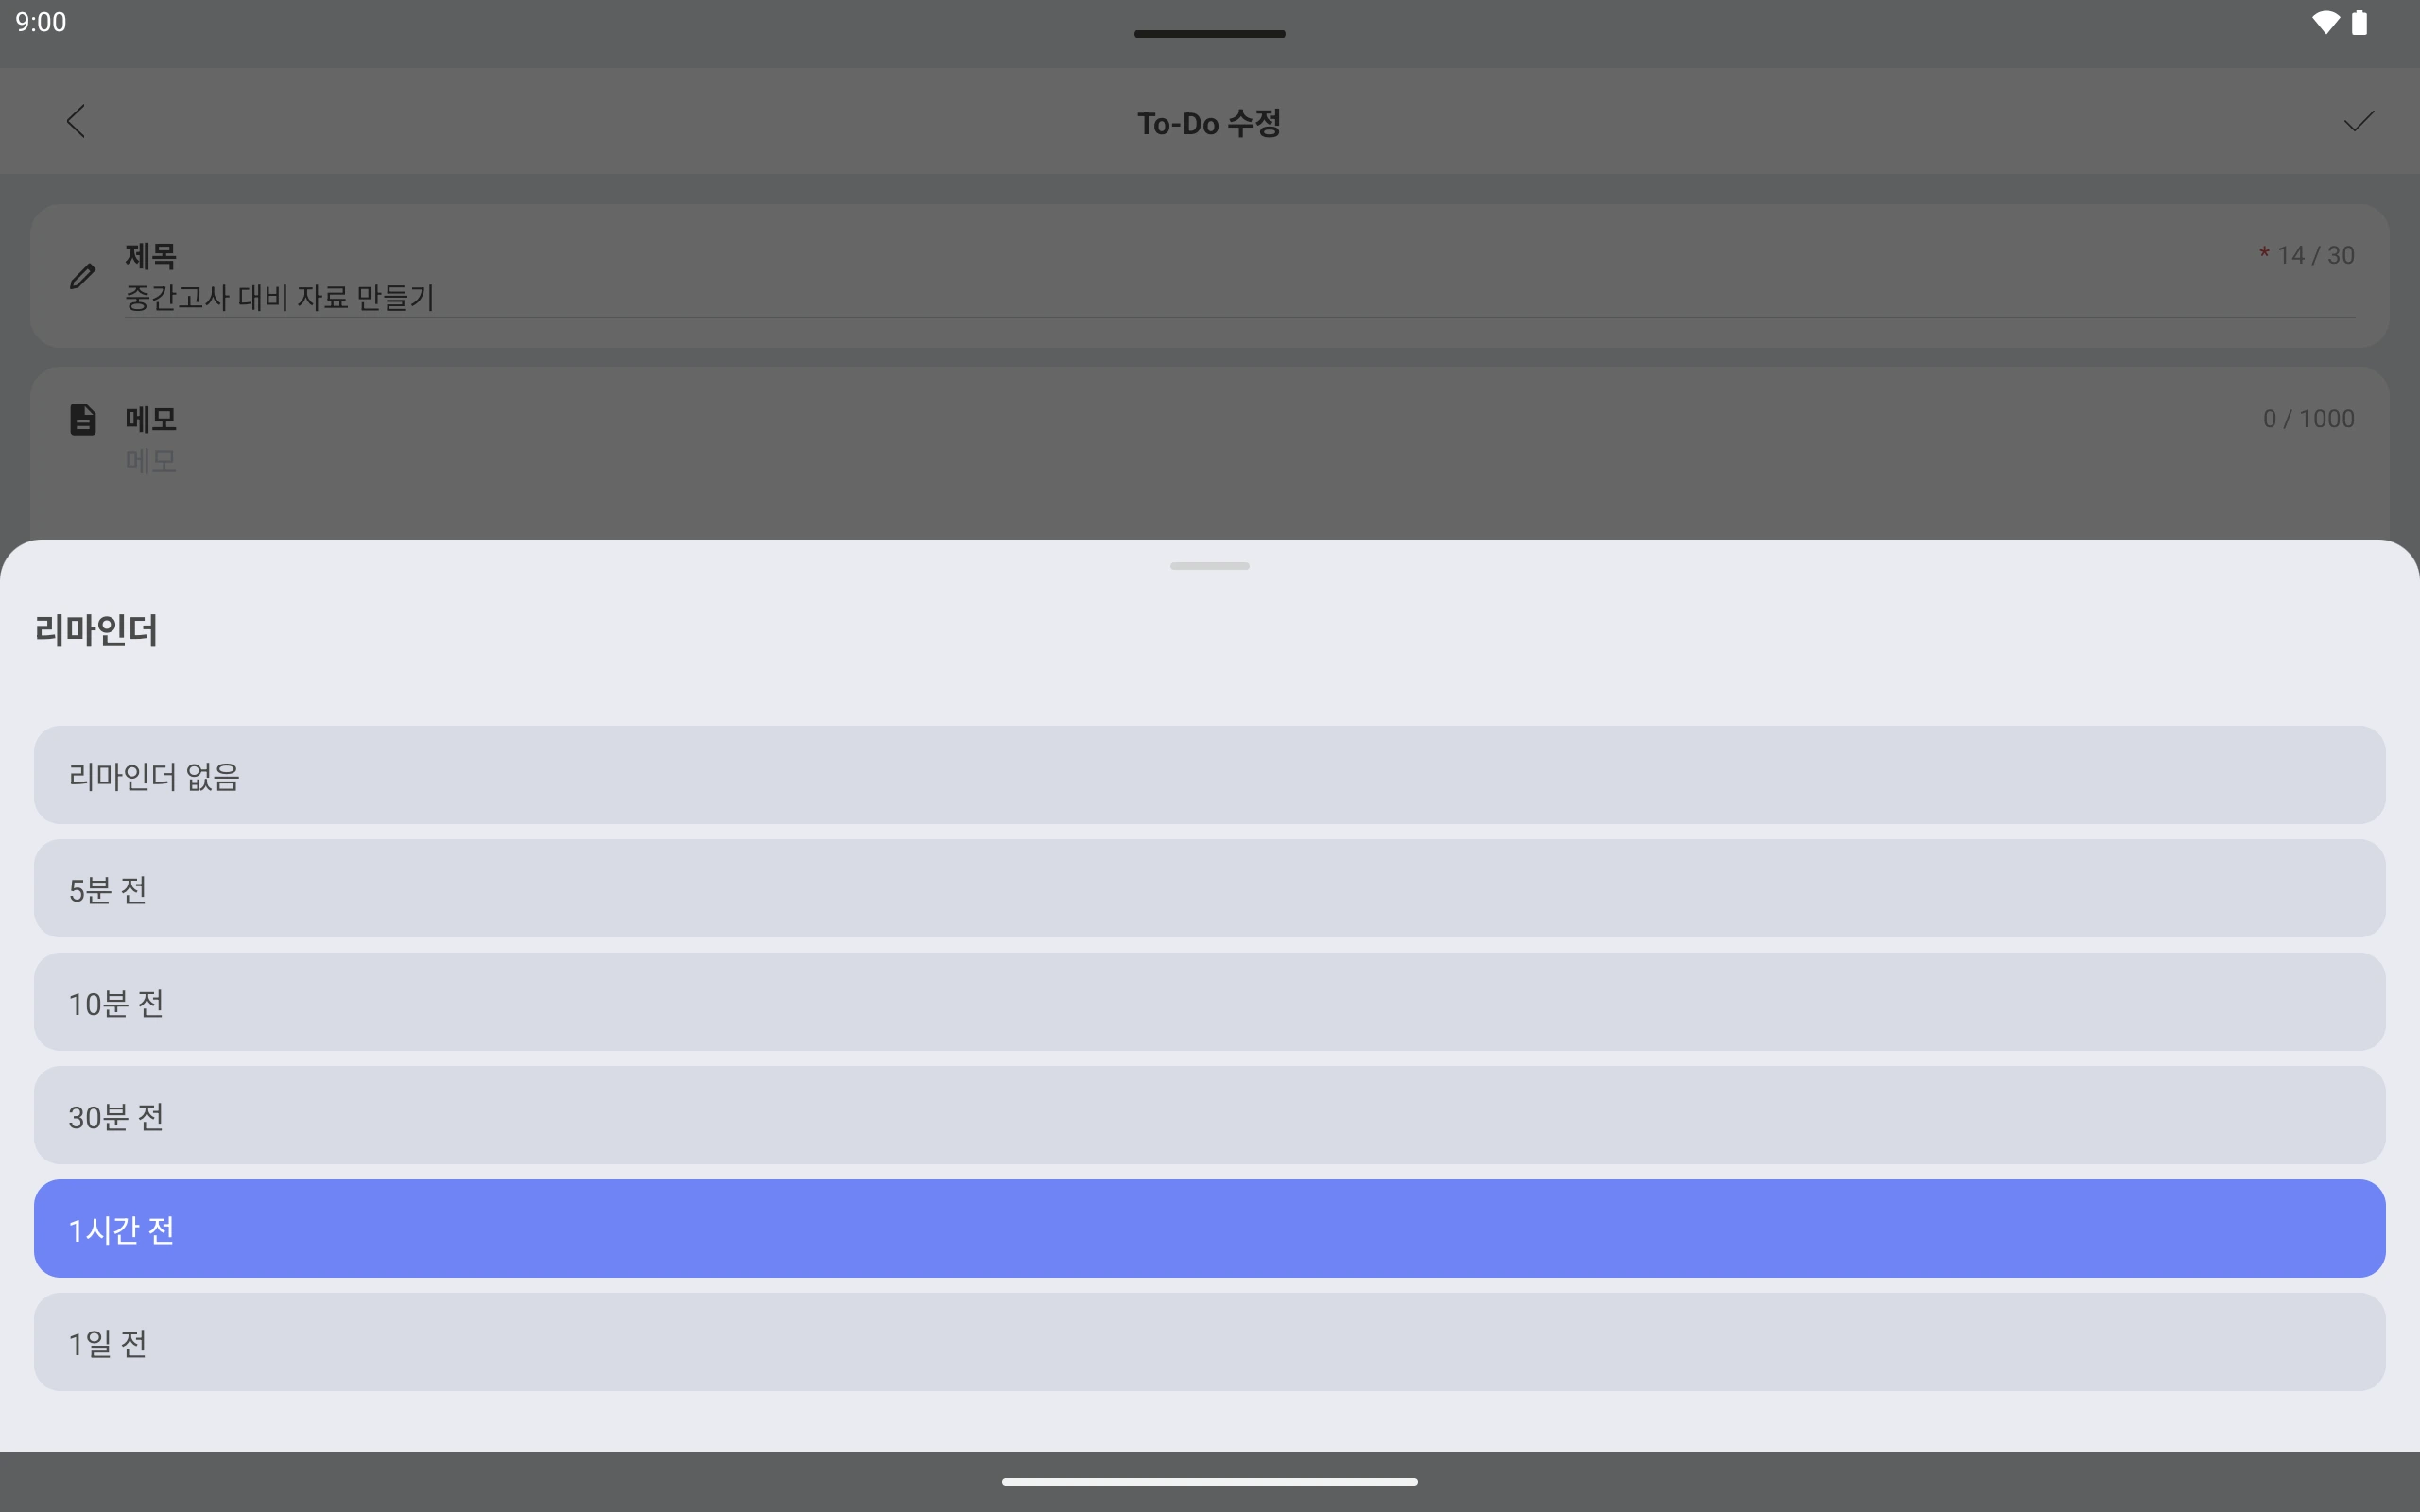 9:00
To-Do 수정
제목
* 14 / 30
중간고사 대비 자료 만들기
메모
0 / 1000
메모
리마인더
리마인더 없음
5분 전
10분 전
30분 전
1시간 전
1일 전